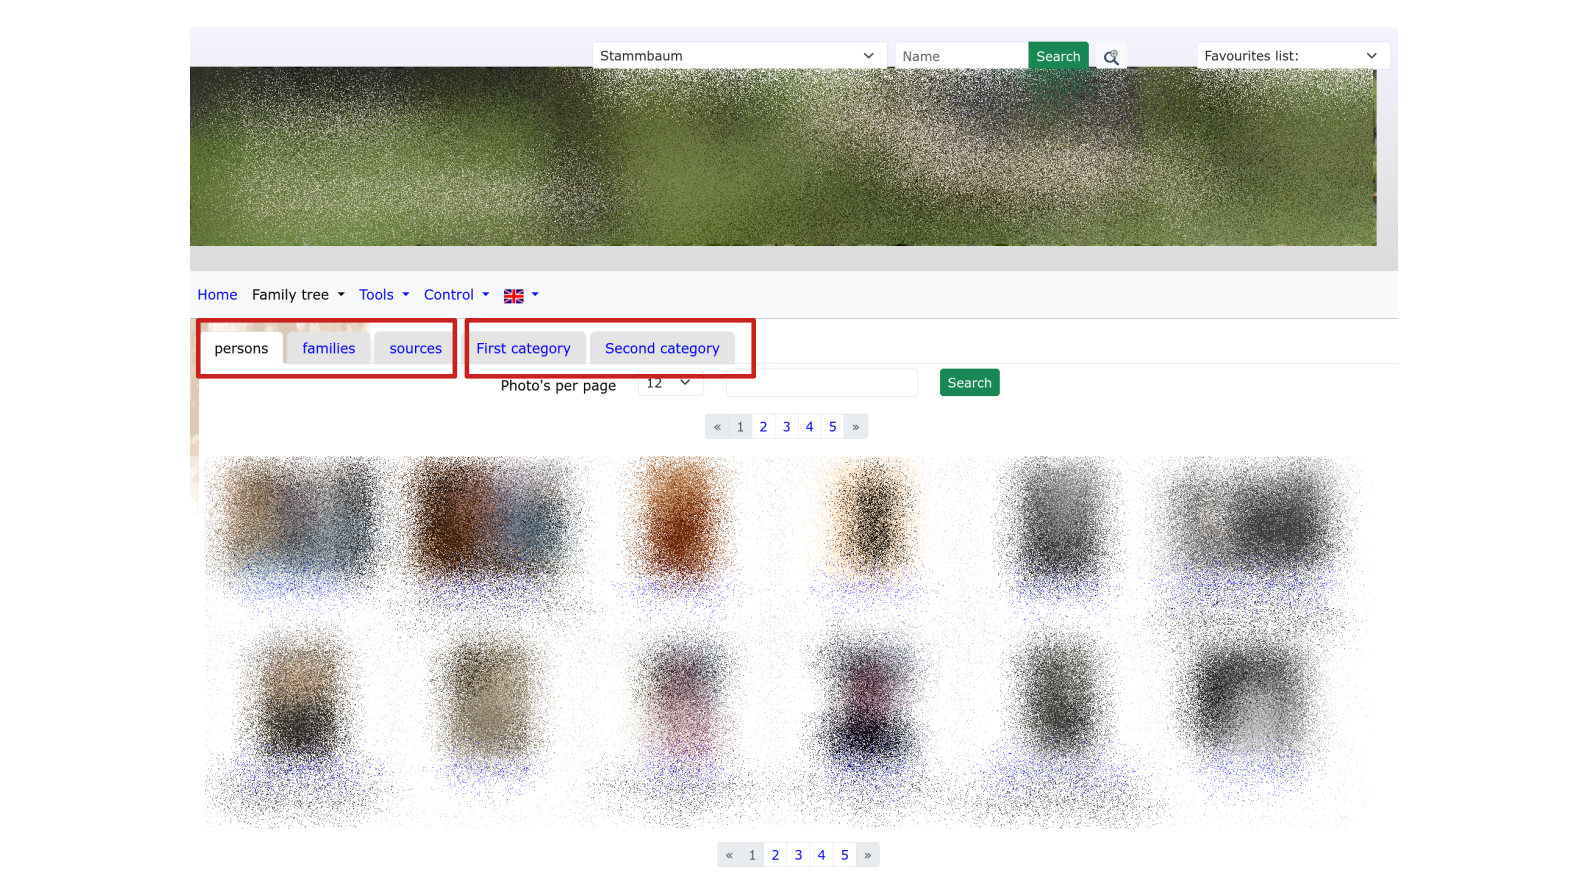 Stammbaum Name Search Favourites list:
Home Family tree Tools Control
persons families sources First category Second category
Photo's per page 12 Search
« 1 2 3 4 5 »
« 1 2 3 4 5 »